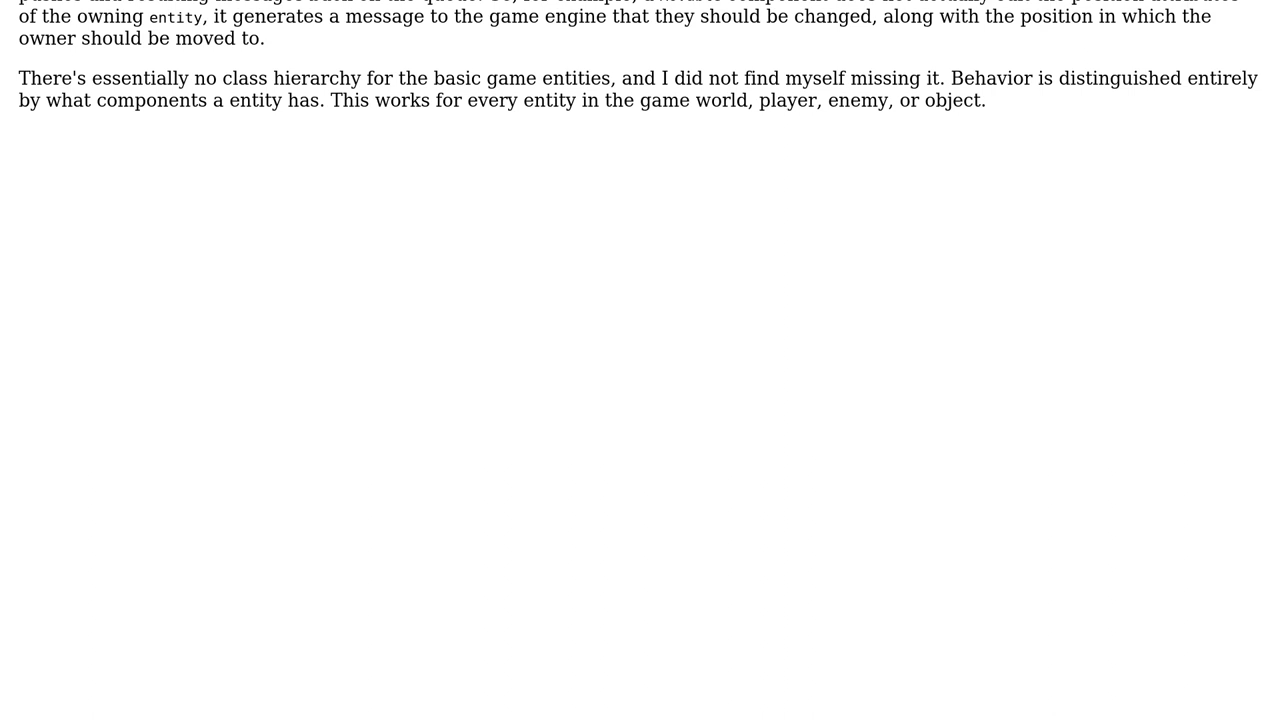 of the owning entity, it generates a message to the game engine that they should be changed, along with the position in which the
owner should be moved to.
There's essentially no class hierarchy for the basic game entities, and I did not find myself missing it. Behavior is distinguished entirely
by what components a entity has. This works for every entity in the game world, player, enemy, or object.